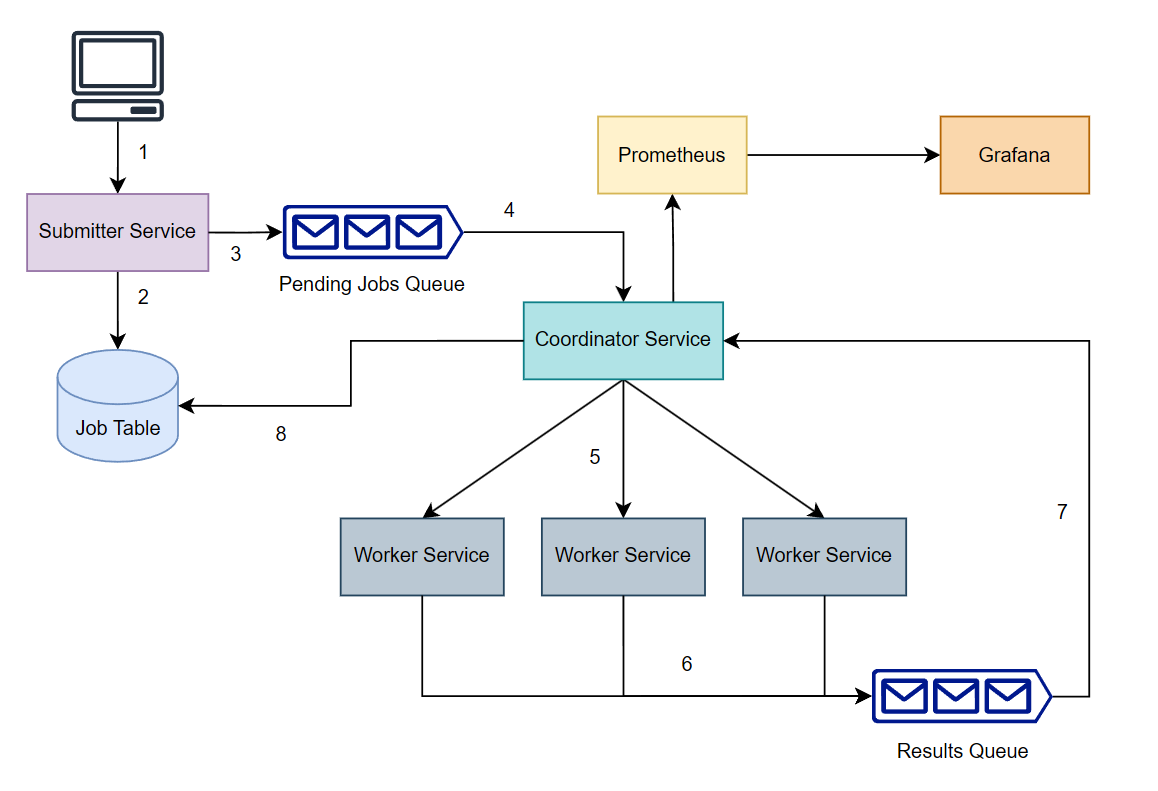 1
Prometheus
Grafana
Submitter Service
3
4
Pending Jobs Queue
2
Coordinator Service
Job Table
8
5
7
Worker Service
Worker Service
Worker Service
6
Results Queue